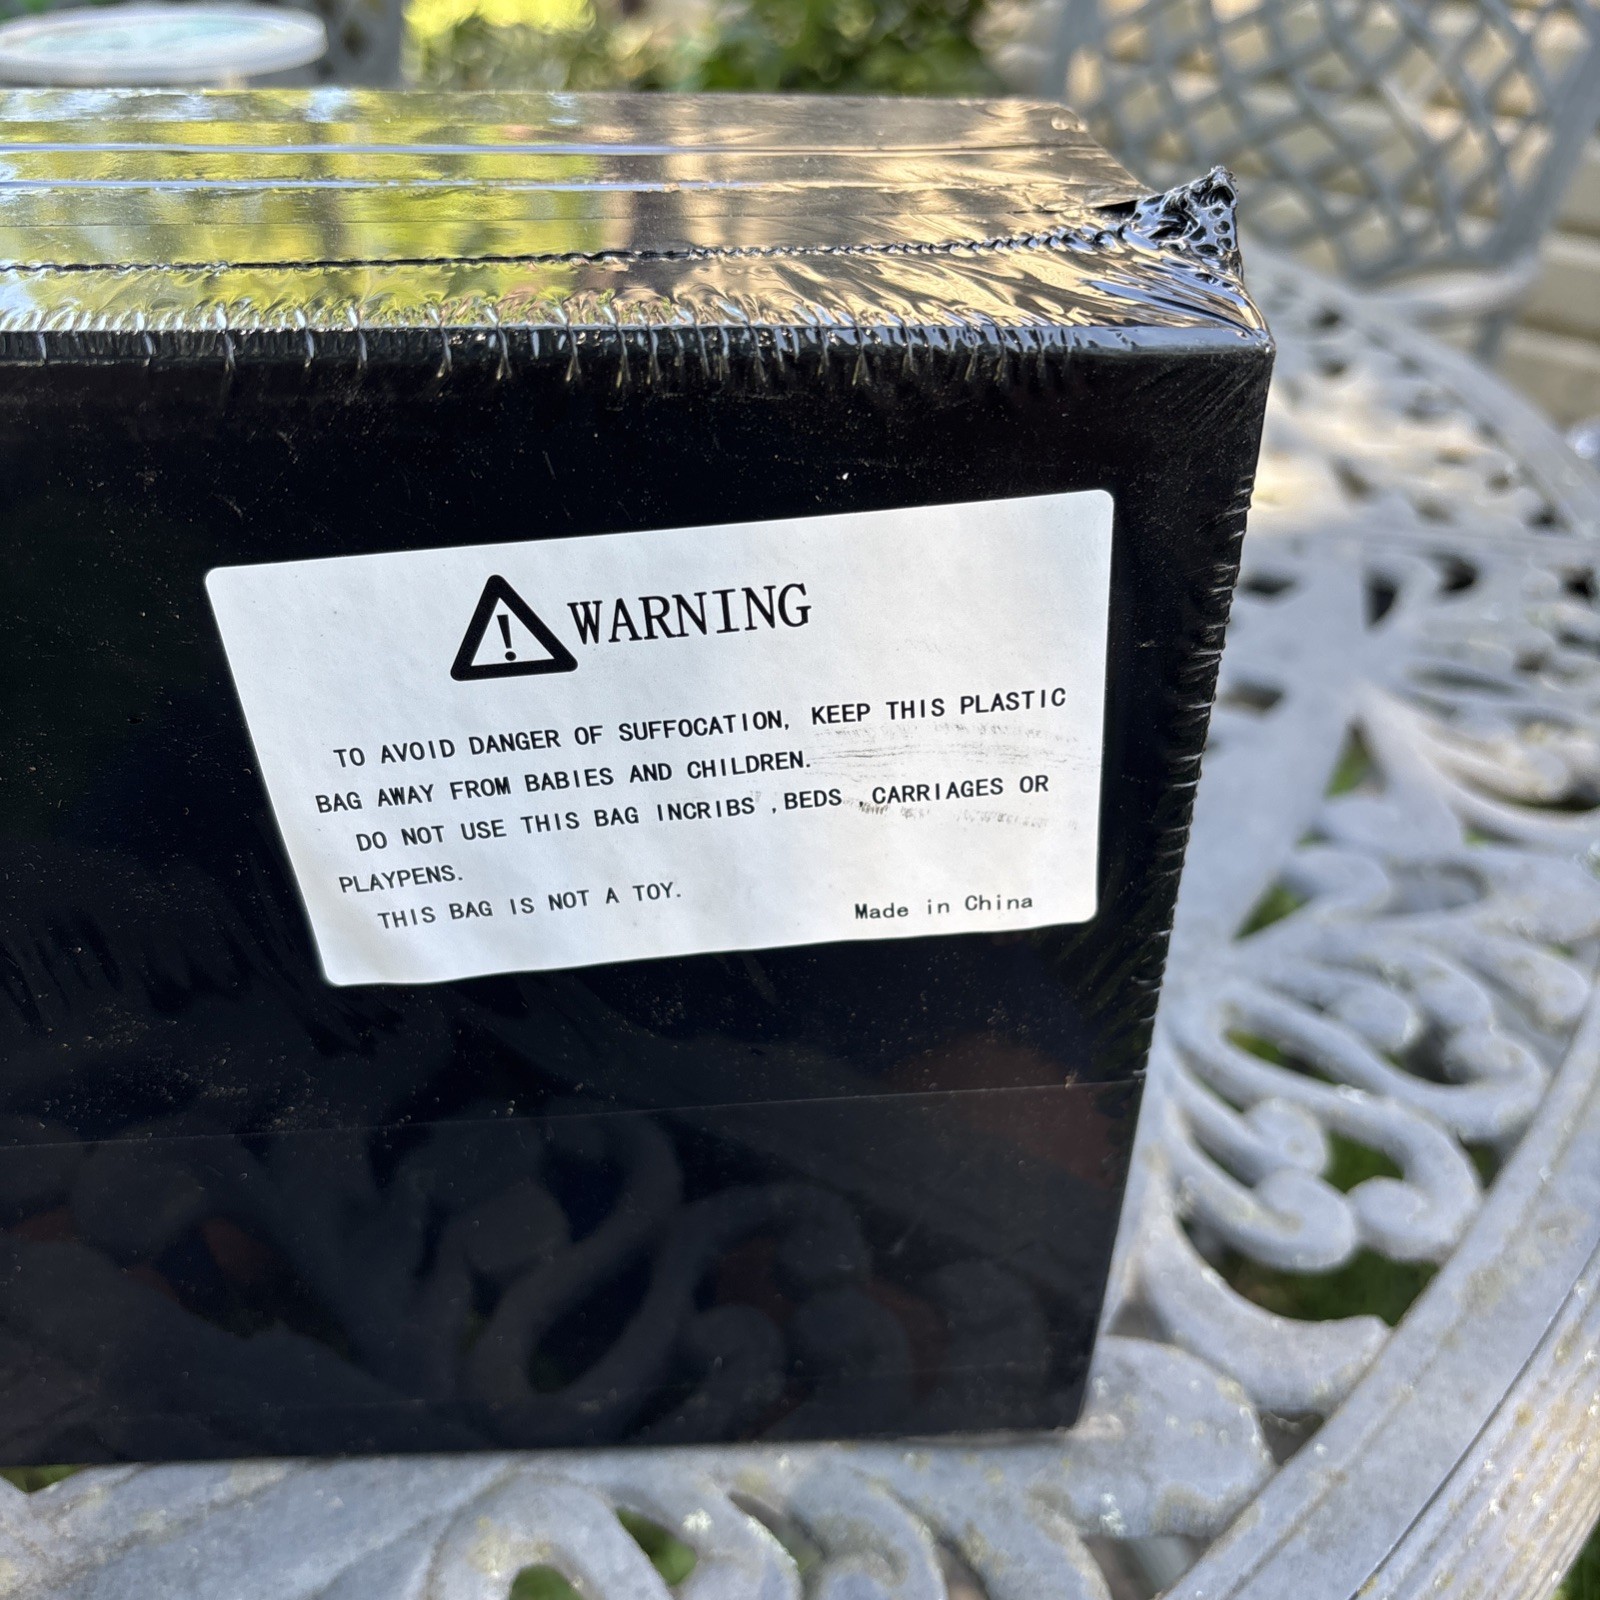 WARNING
TO AVOID DANGER OF SUFFOCATION, KEEP THIS PLASTIC
BAG AWAY FROM BABIES AND CHILDREN.
DO NOT USE THIS BAG INCRIBS ,BEDS ,CARRIAGES OR
PLAYPENS.
THIS BAG IS NOT A TOY.
Made in China